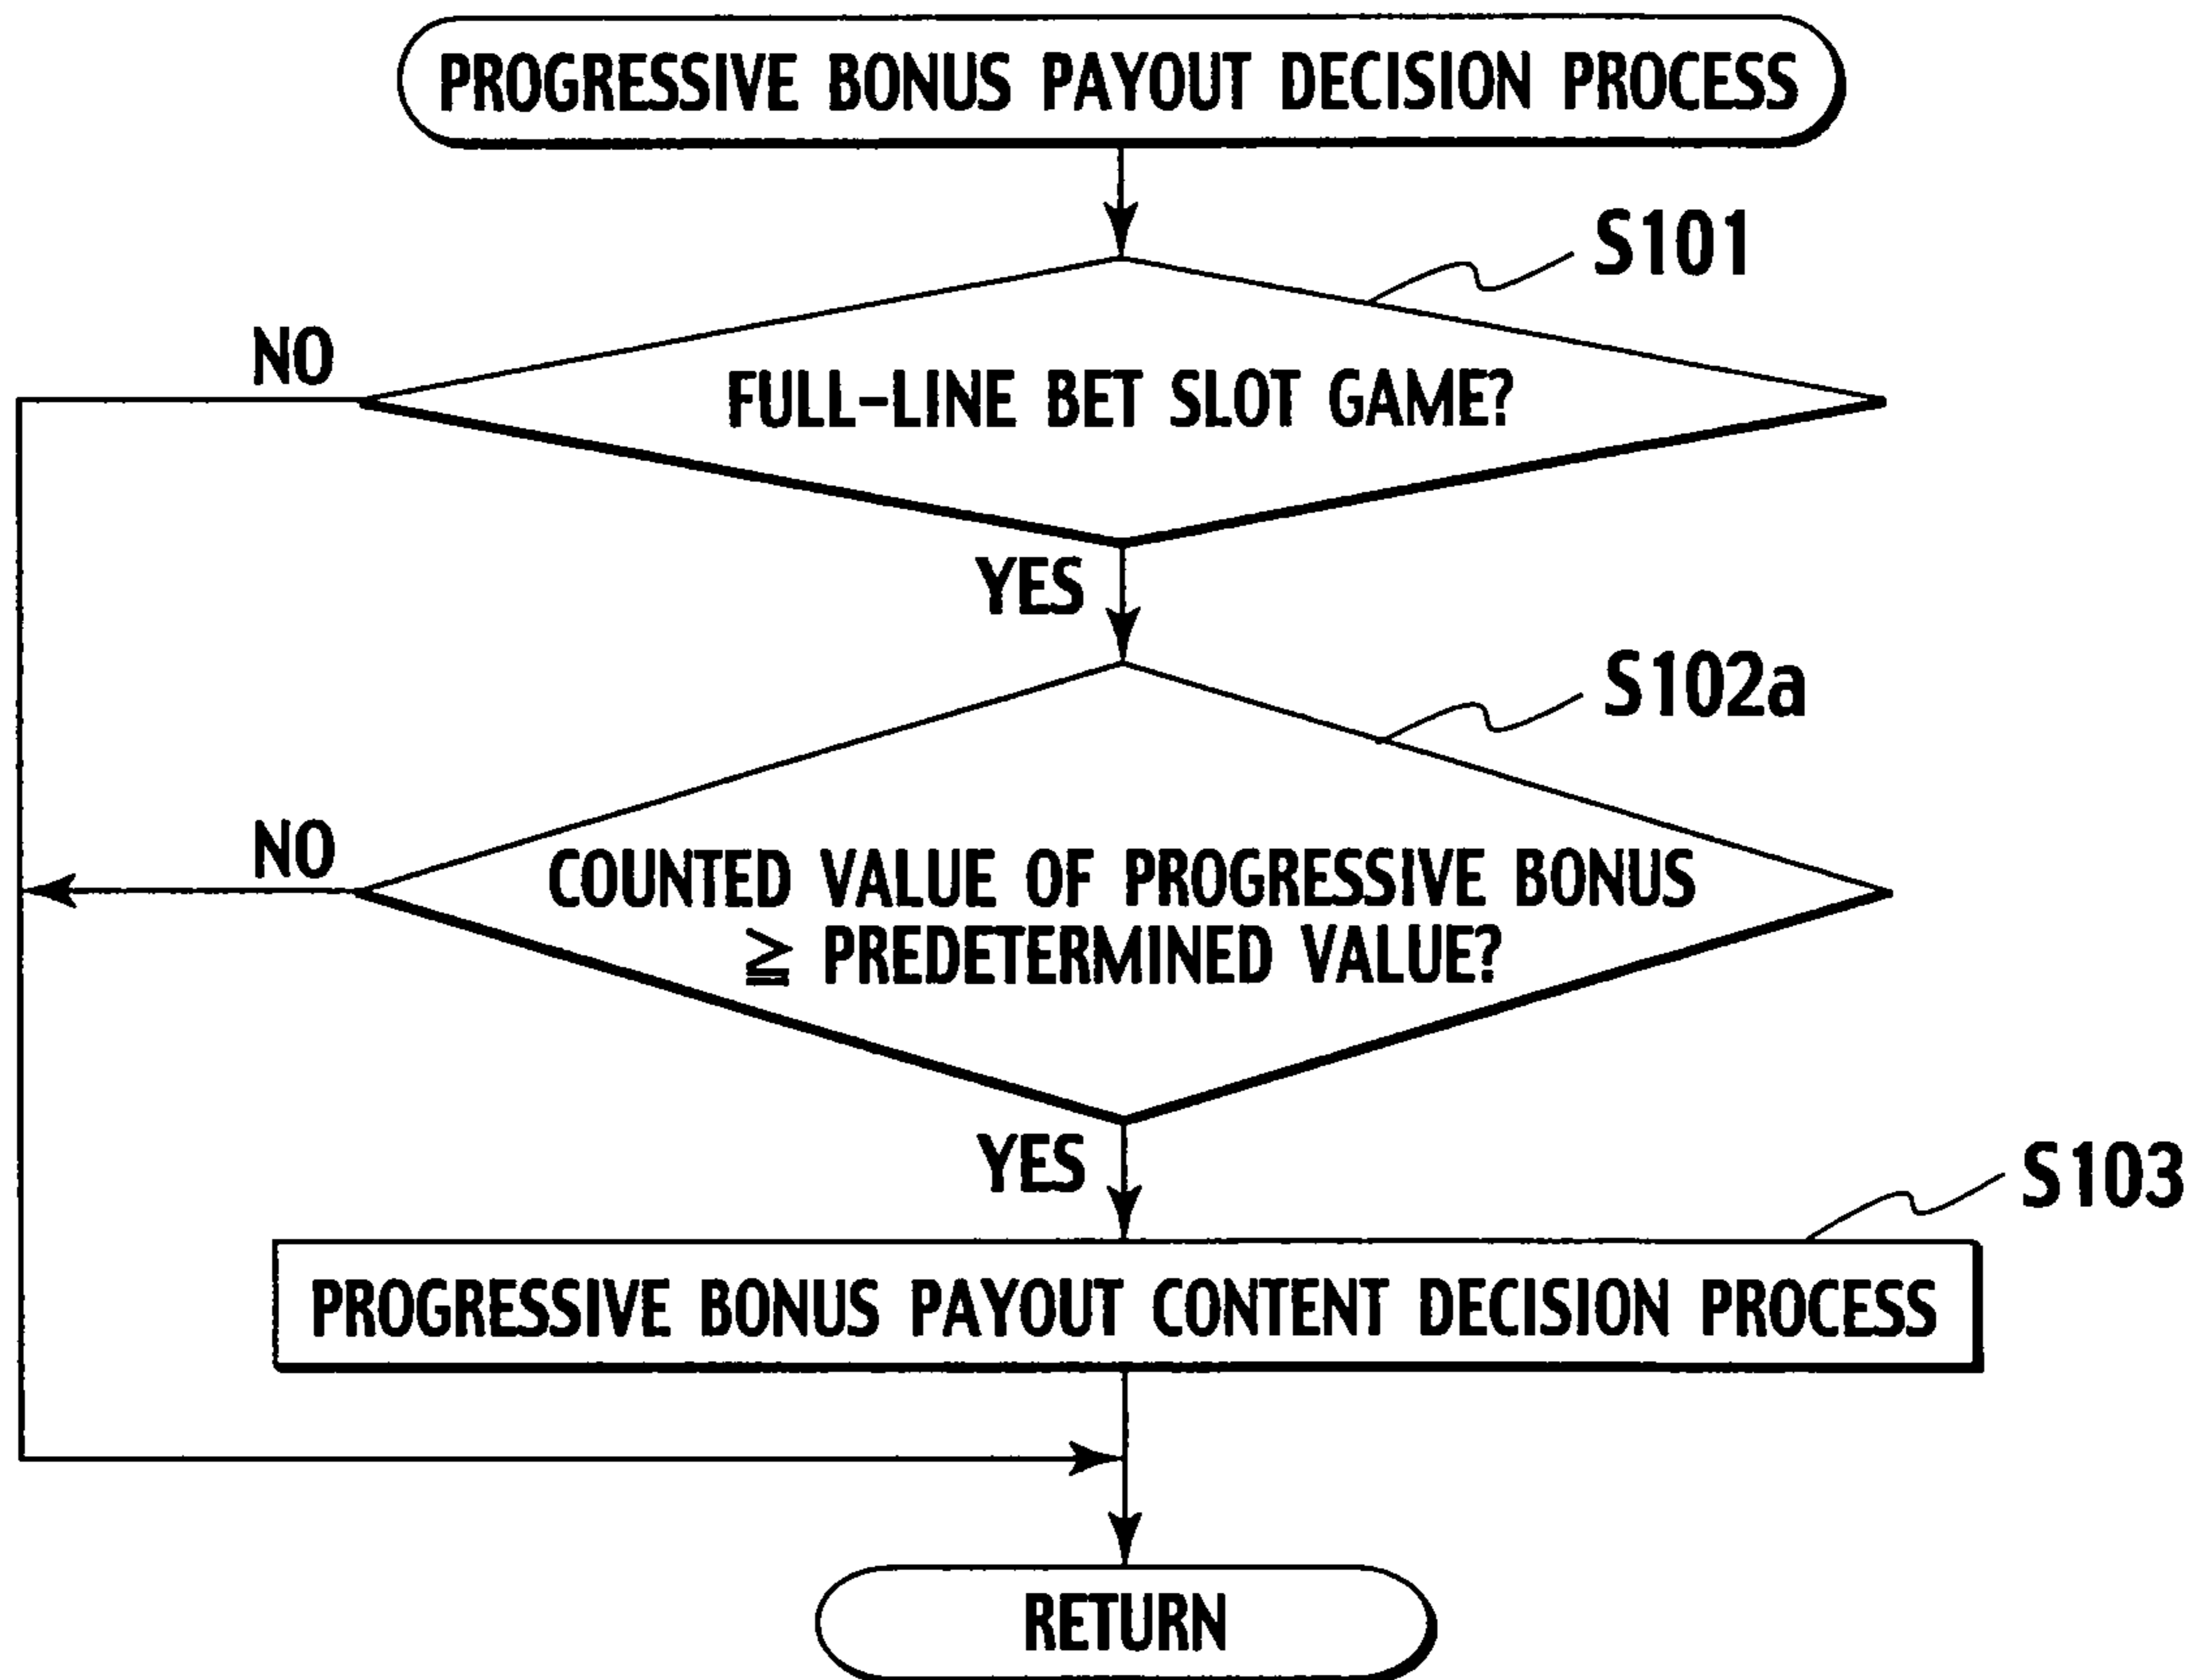 PROGRESSIVE BONUS PAYOUT DECISION PROCESS
S101
NO
FULL-LINE BET SLOT GAME?
YES
S102a
NO
COUNTED VALUE OF PROGRESSIVE BONUS
≧ PREDETERMINED VALUE?
YES
S103
PROGRESSIVE BONUS PAYOUT CONTENT DECISION PROCESS
RETURN